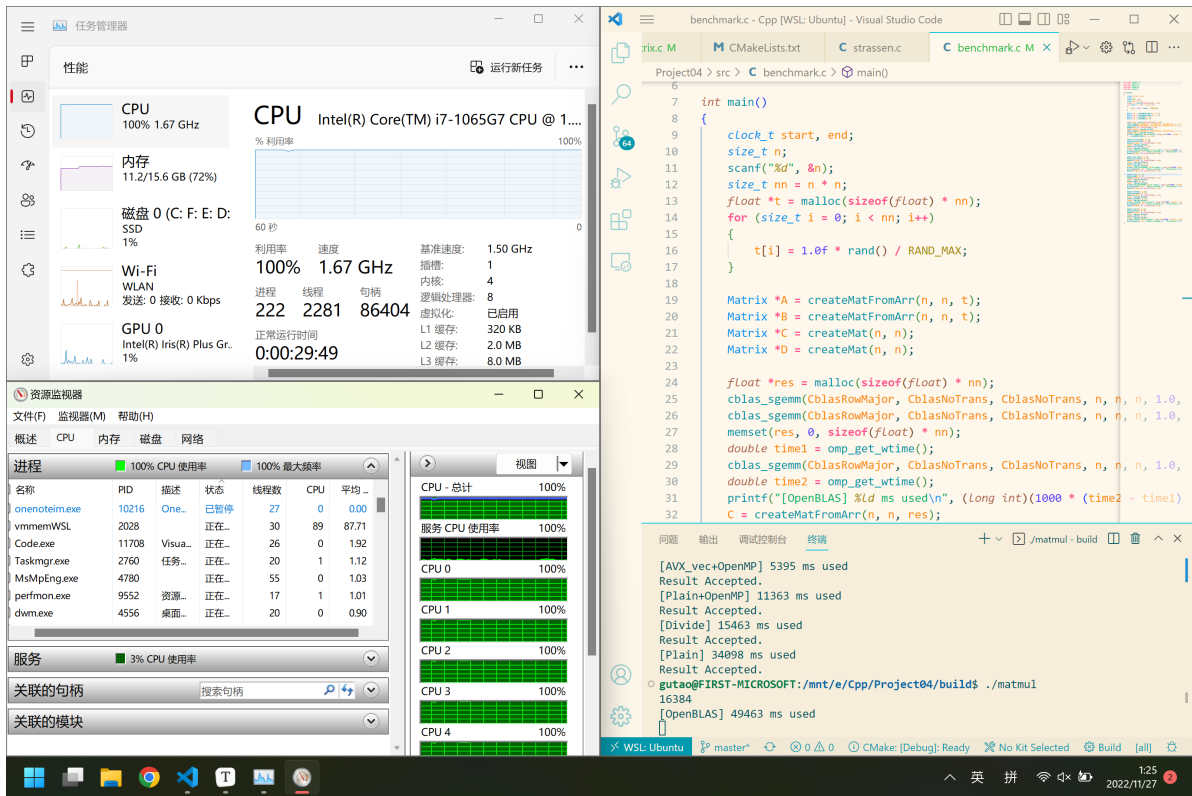 任务管理器
性能
运行新任务
CPU
100% 1.67 GHz
内存
11.2/15.6 GB (72%)
磁盘 0 (C: F: E: D:
SSD
1%
Wi-Fi
WLAN
发送: 0 接收: 0 Kbps
GPU 0
Intel(R) Iris(R) Plus Gr..
1%
CPU Intel(R) Core(TM) i7-1065G7 CPU @ 1....
% 利用率 100%
60 秒 0
利用率 速度
100% 1.67 GHz
进程 线程 句柄
222 2281 86404
正常运行时间
0:00:29:49
基准速度: 1.50 GHz
插槽: 1
内核: 4
逻辑处理器: 8
虚拟化: 已启用
L1 缓存: 320 KB
L2 缓存: 2.0 MB
L3 缓存: 8.0 MB
资源监视器
文件(F) 监视器(M) 帮助(H)
概述 CPU 内存 磁盘 网络
进程 100% CPU 使用率 100% 最大频率
名称 PID 描述 状态 线程数 CPU 平均 ...
onenoteim.exe 10216 One... 已暂停 27 0 0.00
vmmemWSL 2028 正在... 30 89 87.71
Code.exe 11708 Visua... 正在... 26 0 1.92
Taskmgr.exe 2760 任务... 正在... 20 1 1.12
MsMpEng.exe 4780 正在... 55 0 1.03
perfmon.exe 9552 资源... 正在... 17 1 1.01
dwm.exe 4556 桌面... 正在... 20 0 0.90
服务 3% CPU 使用率
关联的句柄 搜索句柄
关联的模块
视图
CPU - 总计 100%
服务 CPU 使用率 100%
CPU 0 100%
CPU 1 100%
CPU 2 100%
CPU 3 100%
CPU 4 100%
benchmark.c - Cpp [WSL: Ubuntu] - Visual Studio Code
rix.c M
M CMakeLists.txt
C strassen.c
C benchmark.c M
Project04 > src > C benchmark.c > main()
64
6
7 int main()
8 {
9 clock_t start, end;
10 size_t n;
11 scanf("%d", &n);
12 size_t nn = n * n;
13 float *t = malloc(sizeof(float) * nn);
14 for (size_t i = 0; i < nn; i++)
15 {
16 t[i] = 1.0f * rand() / RAND_MAX;
17 }
18
19 Matrix *A = createMatFromArr(n, n, t);
20 Matrix *B = createMatFromArr(n, n, t);
21 Matrix *C = createMat(n, n);
22 Matrix *D = createMat(n, n);
23
24 float *res = malloc(sizeof(float) * nn);
25 cblas_sgemm(CblasRowMajor, CblasNoTrans, CblasNoTrans, n, n, n, 1.0,
26 cblas_sgemm(CblasRowMajor, CblasNoTrans, CblasNoTrans, n, n, n, 1.0,
27 memset(res, 0, sizeof(float) * nn);
28 double time1 = omp_get_wtime();
29 cblas_sgemm(CblasRowMajor, CblasNoTrans, CblasNoTrans, n, n, n, 1.0,
30 double time2 = omp_get_wtime();
31 printf("[OpenBLAS] %ld ms used\n", (long int)(1000 * (time2 - time1)
32 C = createMatFromArr(n, n, res);
问题 输出 调试控制台 终端 ./matmul - build
[AVX_vec+OpenMP] 5395 ms used
Result Accepted.
[Plain+OpenMP] 11363 ms used
Result Accepted.
[Divide] 15463 ms used
Result Accepted.
[Plain] 34098 ms used
Result Accepted.
gutao@FIRST-MICROSOFT:/mnt/e/Cpp/Project04/build$ ./matmul
16384
[OpenBLAS] 49463 ms used
WSL: Ubuntu master* 0 0 CMake: [Debug]: Ready No Kit Selected Build [all]
T
英 拼 1:25
2022/11/27 2